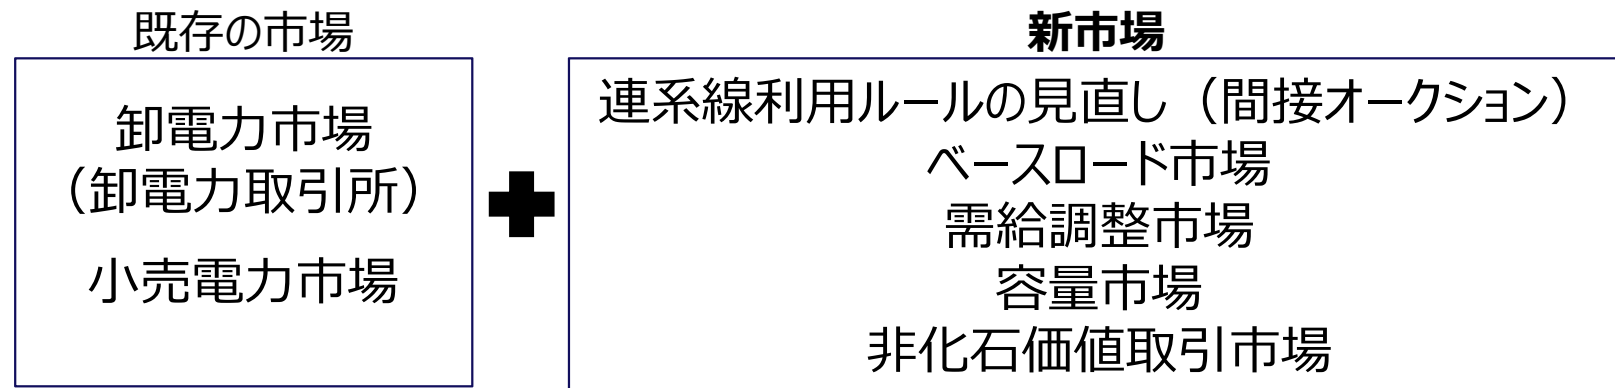 既存の市場
卸電力市場
（卸電力取引所）
小売電力市場
新市場
連系線利用ルールの見直し（間接オークション）
ベースロード市場
需給調整市場
容量市場
非化石価値取引市場